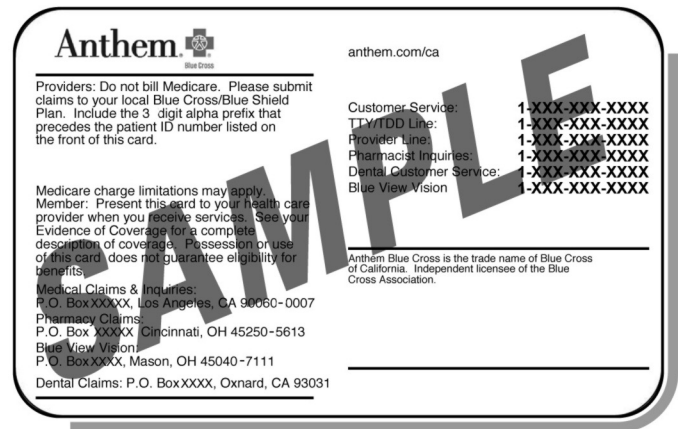 Anthem.
Blue Cross
Providers: Do not bill Medicare. Please submit
claims to your local Blue Cross/Blue Shield
Plan. Include the 3 digit alpha prefix that
precedes the patient ID number listed on
the front of this card.
Medicare charge limitations may apply.
Member: Present this card to your health care
provider when you receive services. See your
Evidence of Coverage for a complete
description of coverage. Possession or use
of this card does not guarantee eligibility for
benefits.
Medical Claims & Inquiries:
P.O. Box XXXXX, Los Angeles, CA 90060-0007
Pharmacy Claims:
P.O. Box XXXXX Cincinnati, OH 45250-5613
Blue View Vision:
P.O. Box XXXX, Mason, OH 45040-7111
Dental Claims: P.O. Box XXXX, Oxnard, CA 93031
anthem.com/ca
Customer Service: 1-XXX-XXX-XXXX
TTY/TDD Line: 1-XXX-XXX-XXXX
Provider Line: 1-XXX-XXX-XXXX
Pharmacist Inquiries: 1-XXX-XXX-XXXX
Dental Customer Service: 1-XXX-XXX-XXXX
Blue View Vision 1-XXX-XXX-XXXX
Anthem Blue Cross is the trade name of Blue Cross
of California. Independent licensee of the Blue
Cross Association.
SAMPLE